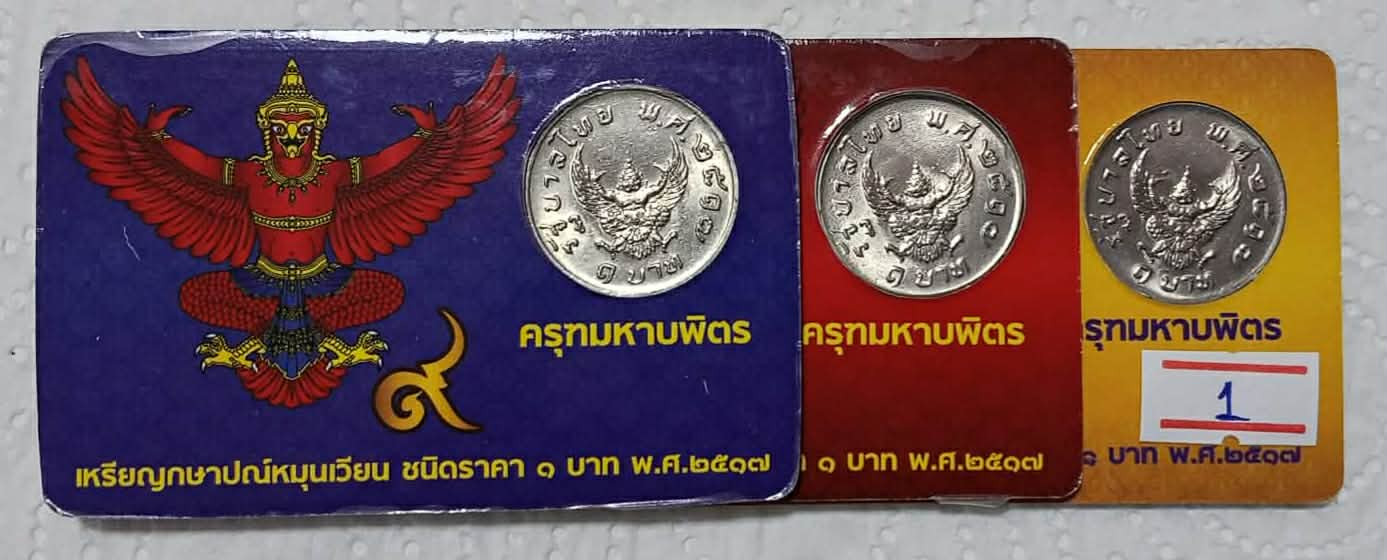 รัฐบาลไทย พ.ศ.๒๕๑๗
๑ บาท
๙
ครุฑมหาบพิตร
เหรียญกษาปณ์หมุนเวียน ชนิดราคา ๑ บาท พ.ศ.๒๕๑๗
รัฐบาลไทย พ.ศ.๒๕๑๗
๑ บาท
ครุฑมหาบพิตร
๑ บาท พ.ศ.๒๕๑๗
รัฐบาลไทย พ.ศ.๒๕๑๗
๑ บาท
รุฑมหาบพิตร
1
๑ บาท พ.ศ.๒๕๑๗